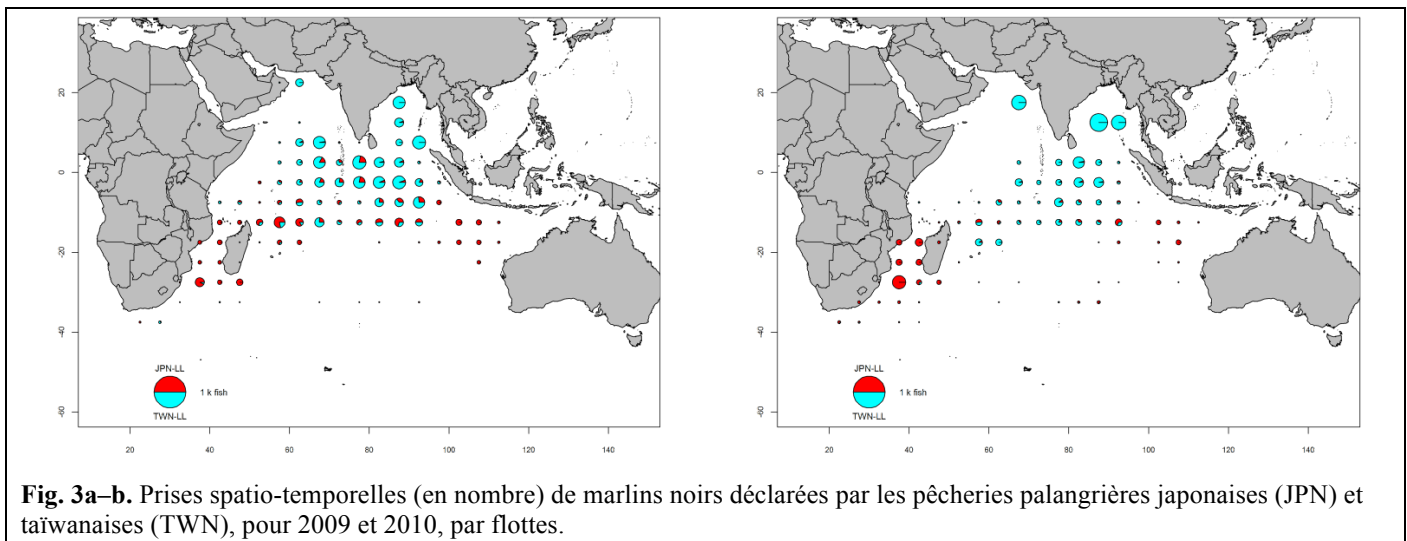 20
0
-20
-40
-60
JPN-LL
1 k fish
TWN-LL
20 40 60 80 100 120 140
20
0
-20
-40
-60
JPN-LL
1 k fish
TWN-LL
20 40 60 80 100 120 140
Fig. 3a–b. Prises spatio-temporelles (en nombre) de marlins noirs déclarées par les pêcheries palangrières japonaises (JPN) et
taïwanaises (TWN), pour 2009 et 2010, par flottes.